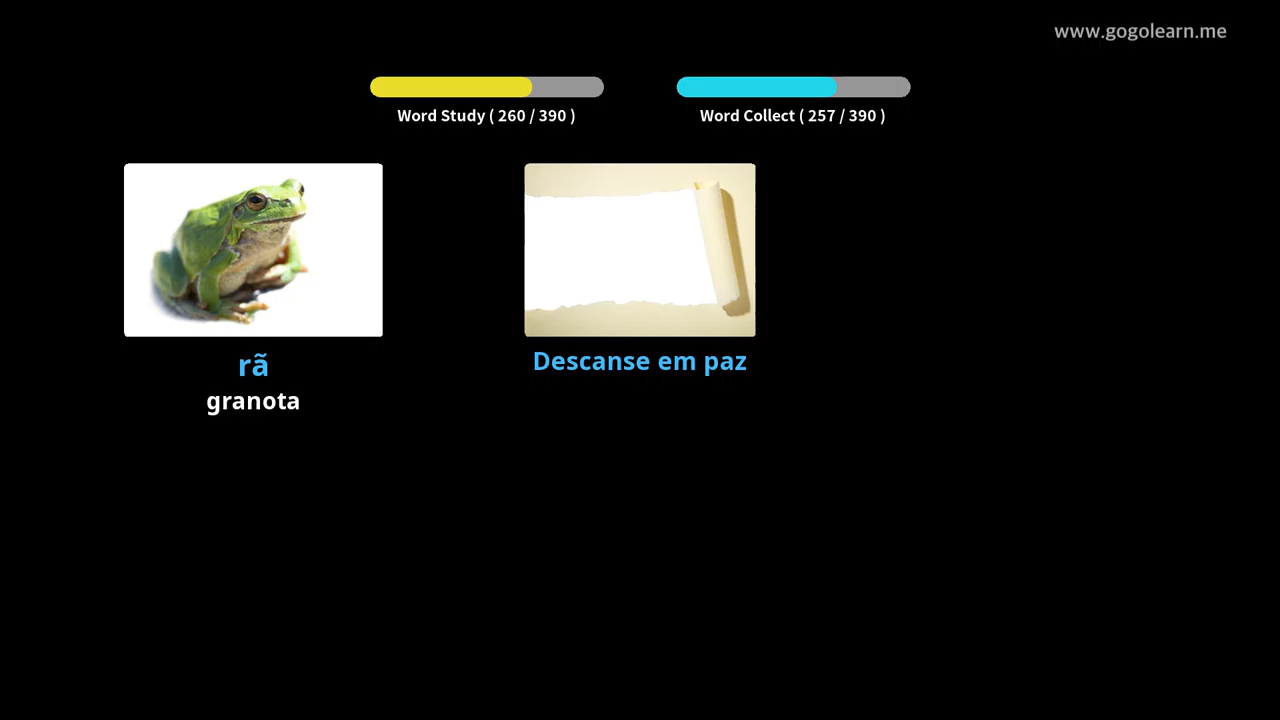 www.gogolearn.me
Word Study ( 260 / 390 )
Word Collect ( 257 / 390 )
rã
granota
Descanse em paz